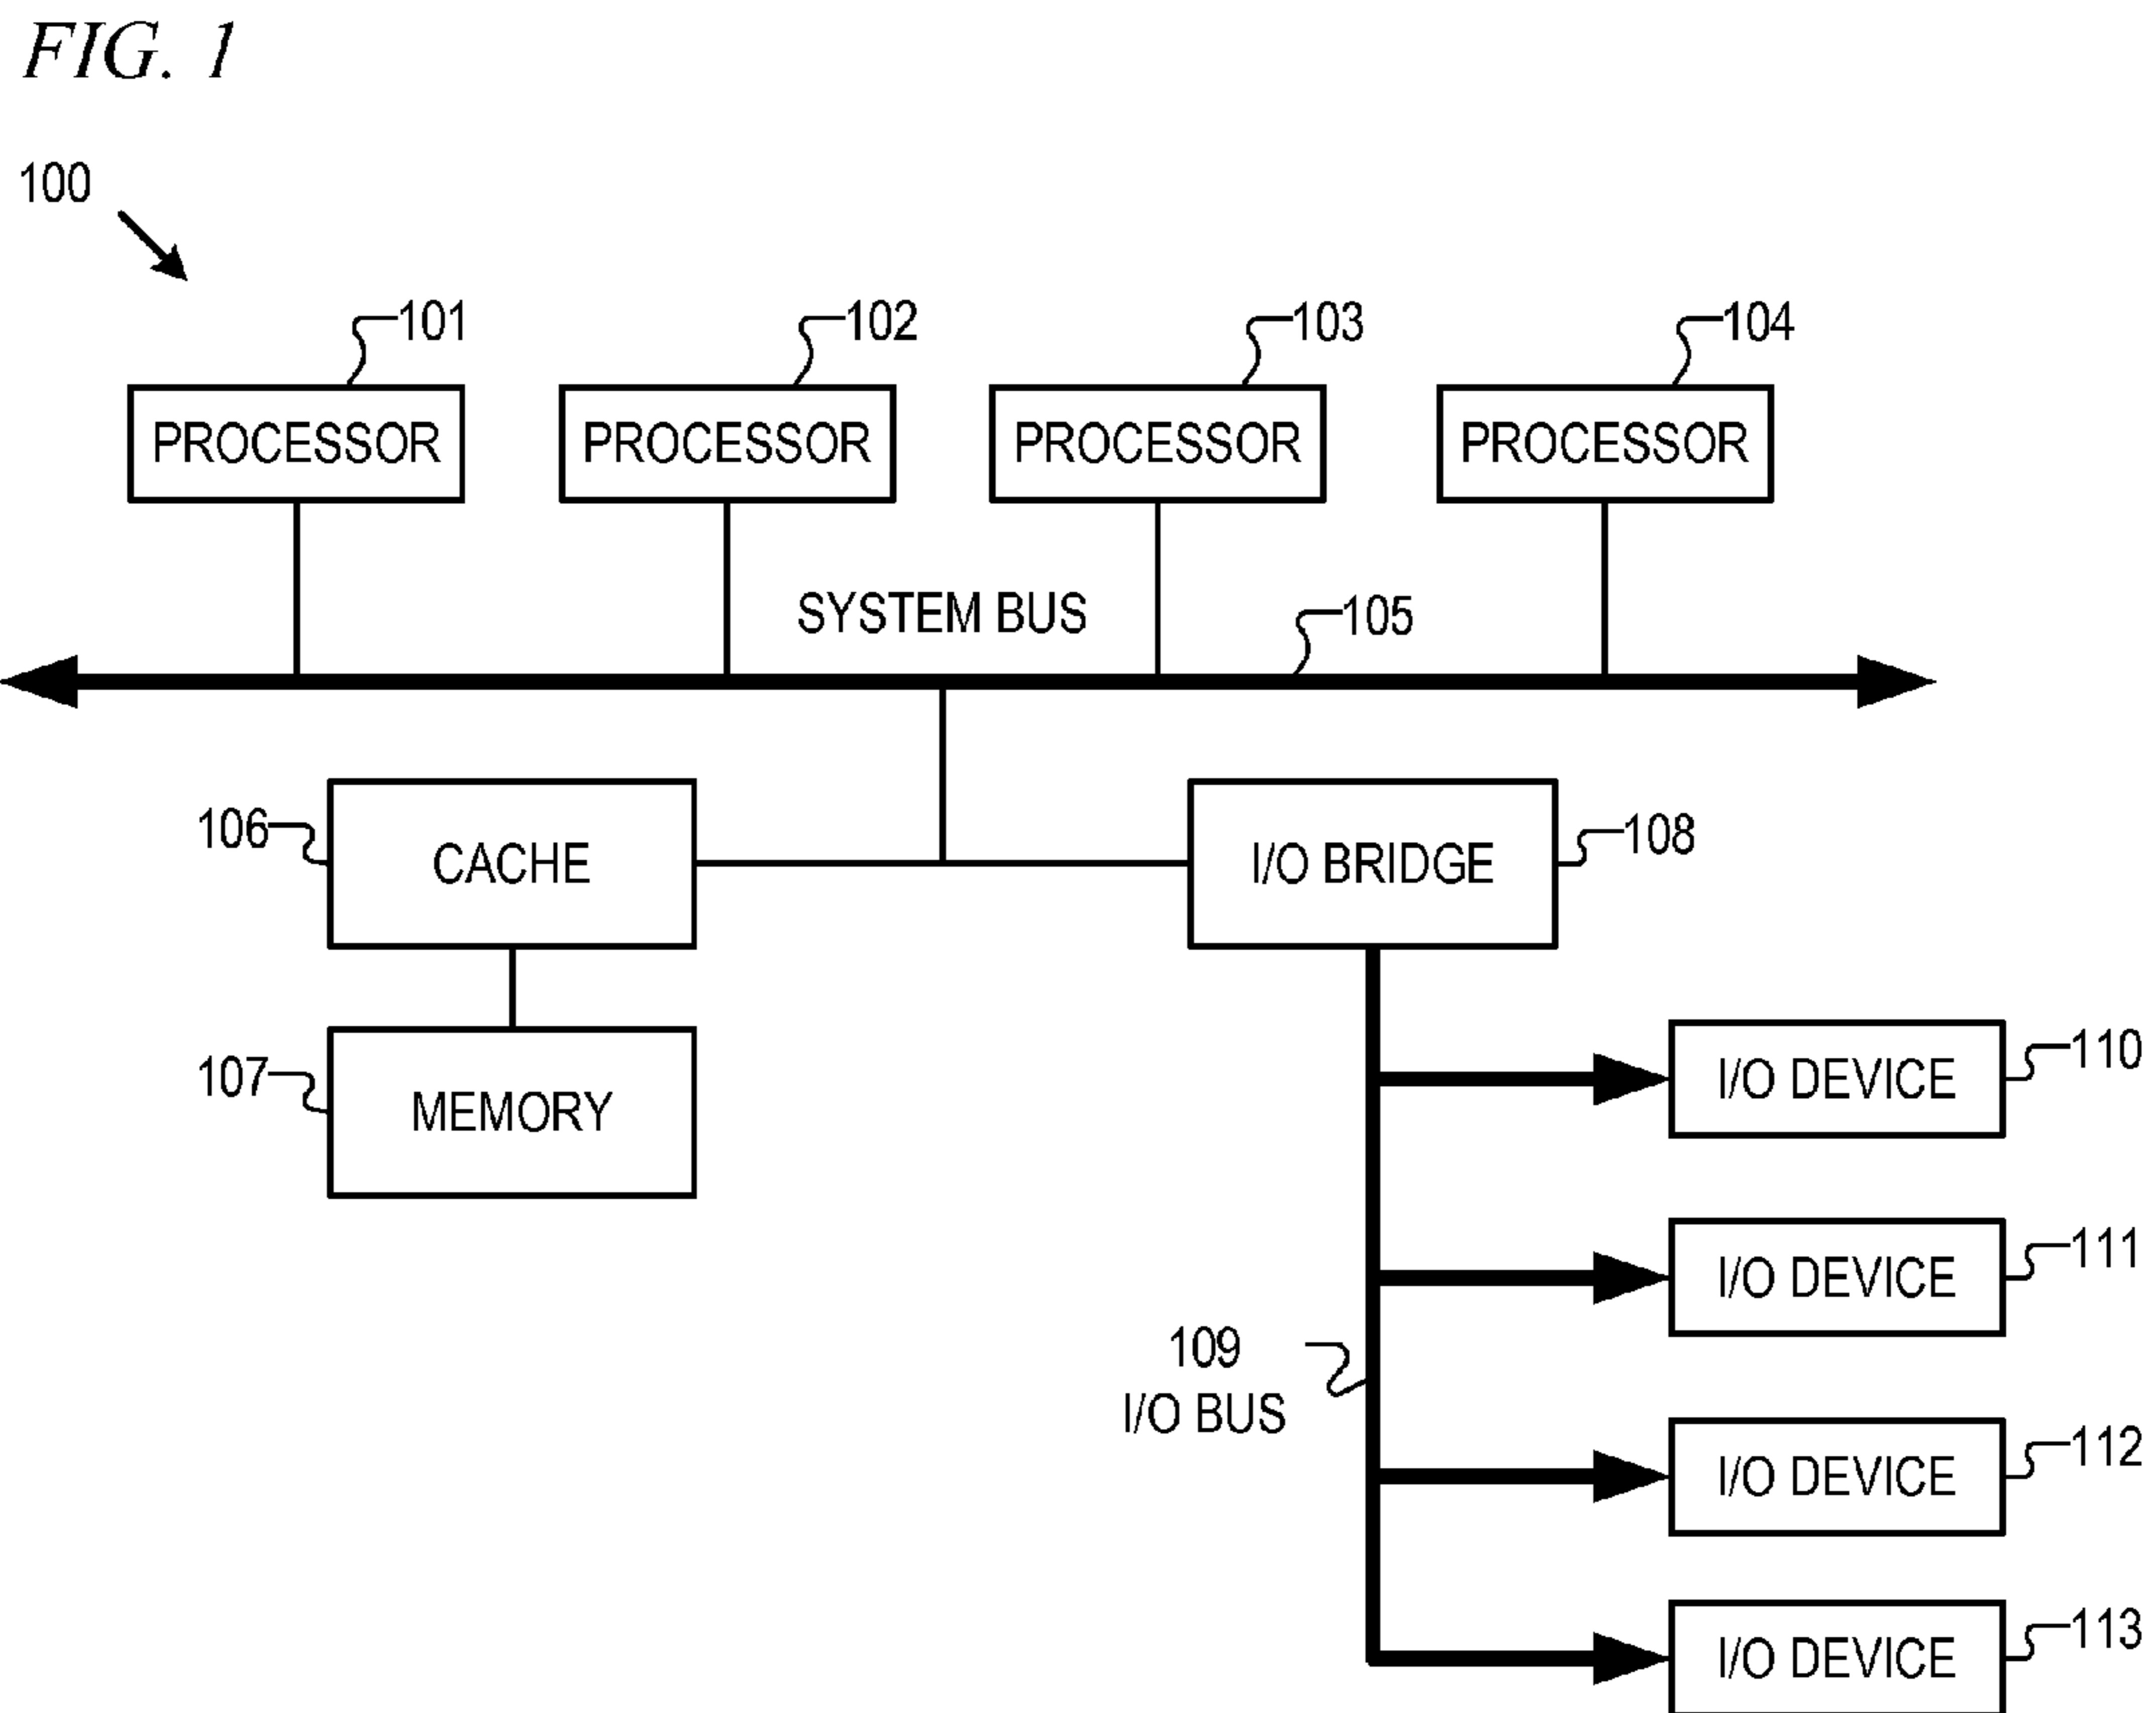 FIG. 1
100
101
102
103
104
PROCESSOR
PROCESSOR
PROCESSOR
PROCESSOR
SYSTEM BUS
105
106
CACHE
I/O BRIDGE
108
107
MEMORY
I/O DEVICE
110
I/O DEVICE
111
109
I/O BUS
I/O DEVICE
112
I/O DEVICE
113